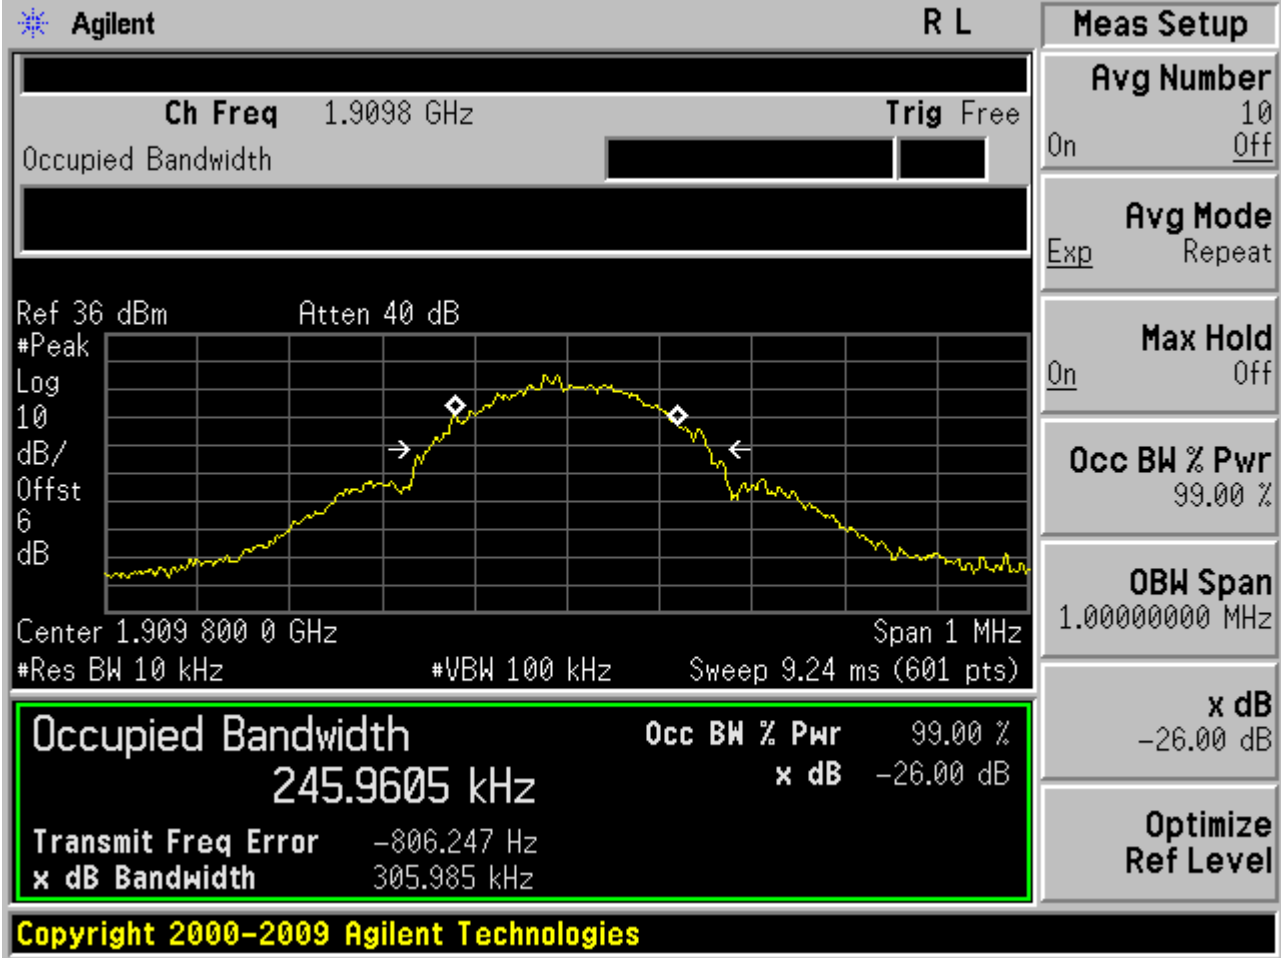 Agilent
R L
Meas Setup
Ch Freq 1.9098 GHz
Trig Free
Occupied Bandwidth
Ref 36 dBm
Atten 40 dB
#Peak
Log
10
dB/
Offst
6
dB
Center 1.909 800 0 GHz
Span 1 MHz
#Res BW 10 kHz
#VBW 100 kHz
Sweep 9.24 ms (601 pts)
Occupied Bandwidth
245.9605 kHz
Occ BW % Pwr 99.00 %
x dB -26.00 dB
Transmit Freq Error -806.247 Hz
x dB Bandwidth 305.985 kHz
Copyright 2000-2009 Agilent Technologies
Avg Number
10
On Off
Avg Mode
Exp Repeat
Max Hold
On Off
Occ BW % Pwr
99.00 %
OBW Span
1.00000000 MHz
x dB
-26.00 dB
Optimize
Ref Level